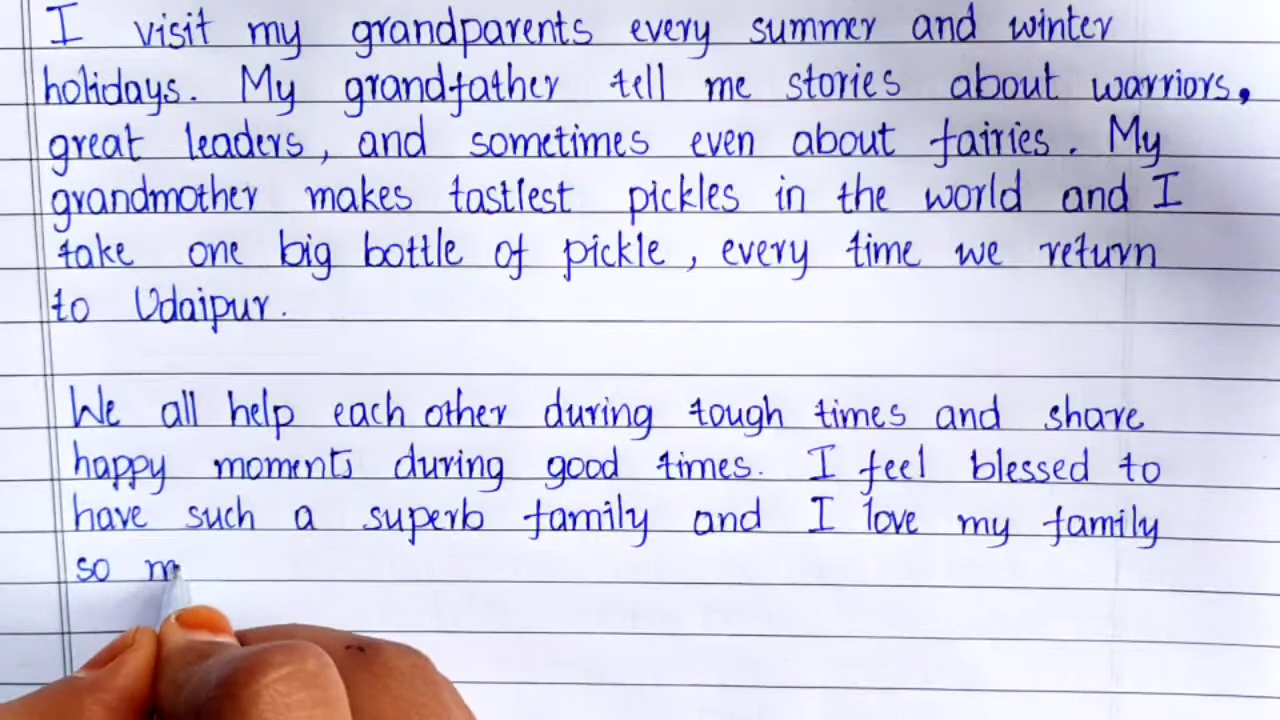 I visit my grandparents every summer and winter
holidays. My grandfather tell me stories about warriors,
great leaders, and sometimes even about fairies. My
grandmother makes tastlest pickles in the world and I
take one big bottle of pickle, every time we return
to Udaipur.
We all help each other during tough times and share
happy moments during good times. I feel blessed to
have such a superb family and I love my family
so m